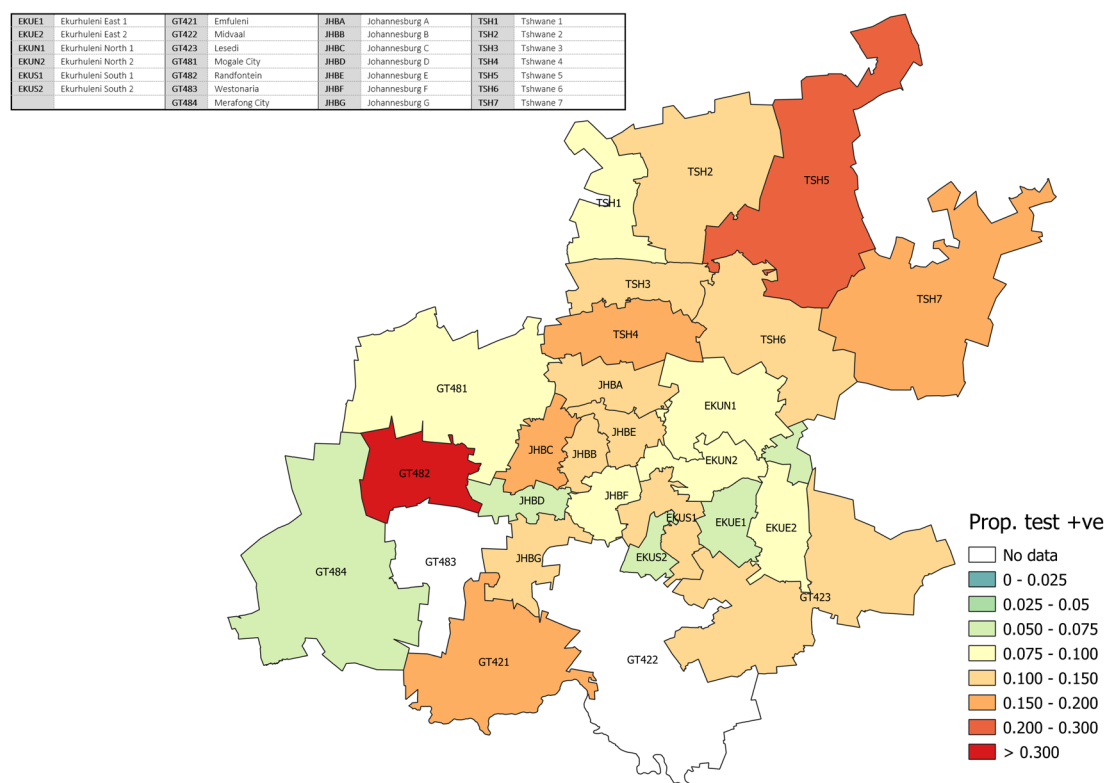 EKUE1 Ekurhuleni East 1 GT421 Emfuleni JHBA Johannesburg A TSH1 Tshwane 1
EKUE2 Ekurhuleni East 2 GT422 Midvaal JHBB Johannesburg B TSH2 Tshwane 2
EKUN1 Ekurhuleni North 1 GT423 Lesedi JHBC Johannesburg C TSH3 Tshwane 3
EKUN2 Ekurhuleni North 2 GT481 Mogale City JHBD Johannesburg D TSH4 Tshwane 4
EKUS1 Ekurhuleni South 1 GT482 Randfontein JHBE Johannesburg E TSH5 Tshwane 5
EKUS2 Ekurhuleni South 2 GT483 Westonaria JHBF Johannesburg F TSH6 Tshwane 6
GT484 Merafong City JHBG Johannesburg G TSH7 Tshwane 7
TSH2
TSH5
TSH1
TSH3
TSH7
TSH4
TSH6
GT481
JHBA
EKUN1
JHBE
JHBC
JHBB
EKUN2
GT482
JHBD
JHBF
EKUS1
EKUE1
EKUE2
GT484
GT483
JHBG
EKUS2
GT423
GT421
GT422
Prop. test +ve
No data
0 - 0.025
0.025 - 0.05
0.050 - 0.075
0.075 - 0.100
0.100 - 0.150
0.150 - 0.200
0.200 - 0.300
> 0.300